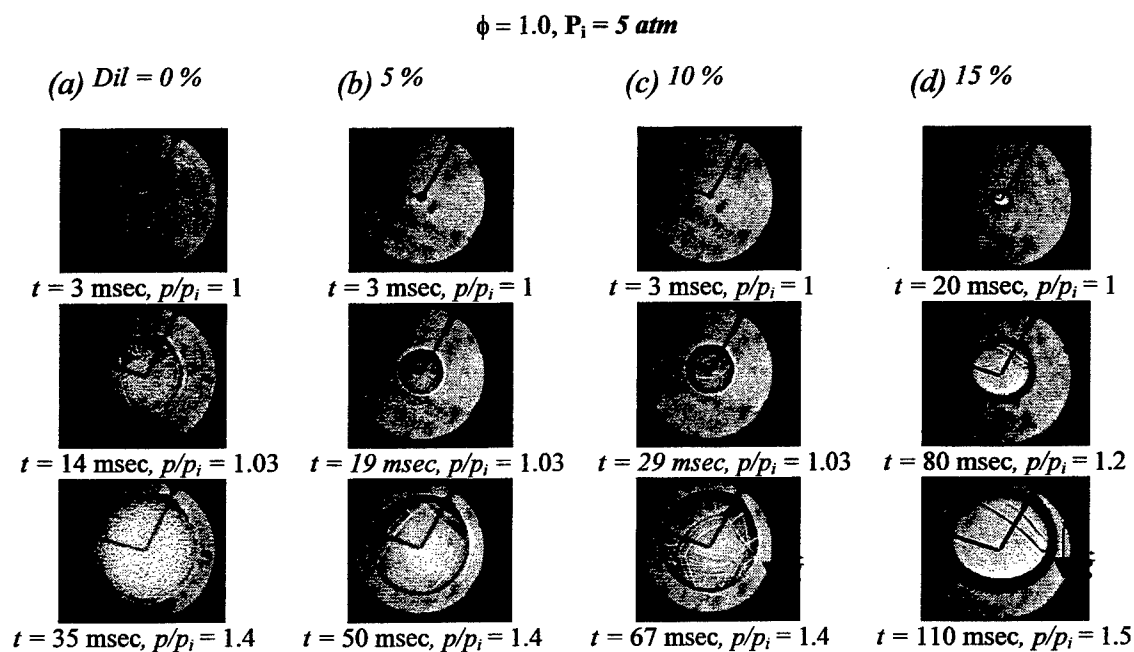 ϕ = 1.0, Pᵢ = 5 atm
(a) Dil = 0 % (b) 5 % (c) 10 % (d) 15 %
t = 3 msec, p/pᵢ = 1 t = 3 msec, p/pᵢ = 1 t = 3 msec, p/pᵢ = 1 t = 20 msec, p/pᵢ = 1
t = 14 msec, p/pᵢ = 1.03 t = 19 msec, p/pᵢ = 1.03 t = 29 msec, p/pᵢ = 1.03 t = 80 msec, p/pᵢ = 1.2
t = 35 msec, p/pᵢ = 1.4 t = 50 msec, p/pᵢ = 1.4 t = 67 msec, p/pᵢ = 1.4 t = 110 msec, p/pᵢ = 1.5